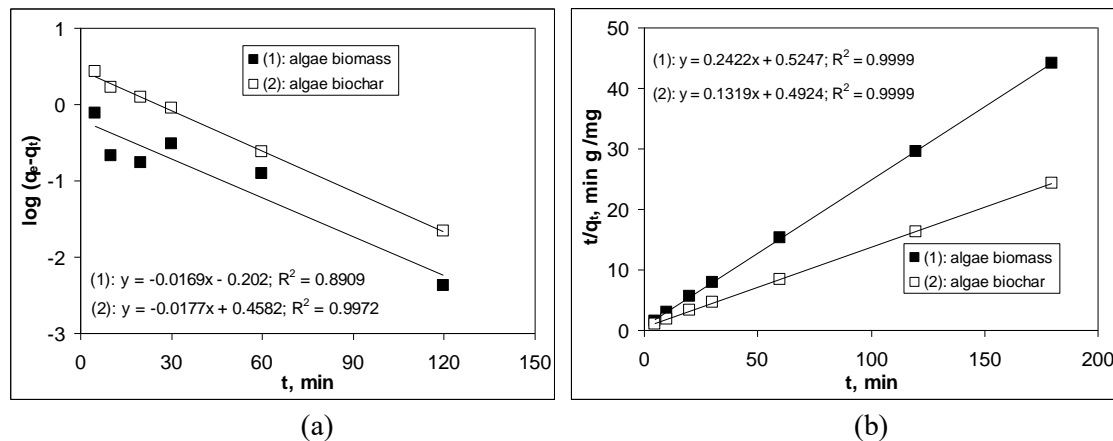 1
0
-1
-2
-3
log (qe-qt)
(1): algae biomass
(2): algae biochar
(1): y = -0.0169x - 0.202; R² = 0.8909
(2): y = -0.0177x + 0.4582; R² = 0.9972
0 30 60 90 120 150
t, min
(a)
50
40
30
20
10
0
t/qt, min g /mg
(1): y = 0.2422x + 0.5247; R² = 0.9999
(2): y = 0.1319x + 0.4924; R² = 0.9999
(1): algae biomass
(2): algae biochar
0 50 100 150 200
t, min
(b)